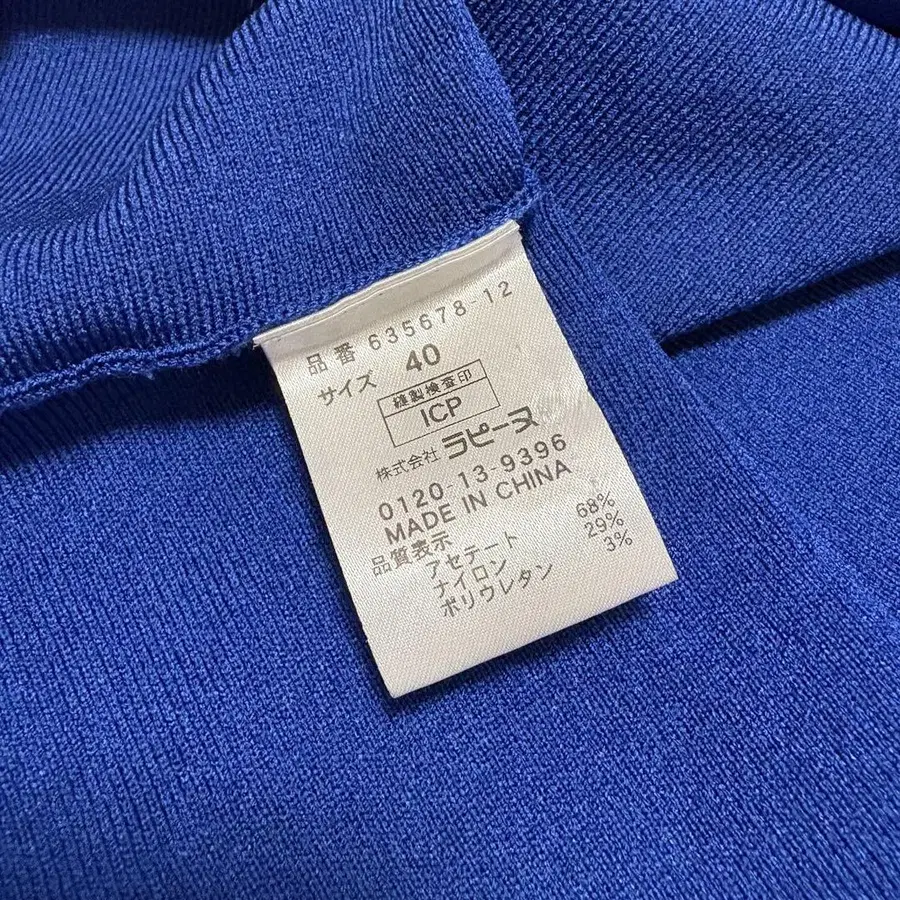 品番 635678-12
サイズ 40
縫製検査印
ICP
株式会社 ラピーヌ
0120-13-9396
MADE IN CHINA
品質表示
アセテート 68%
ナイロン 29%
ポリウレタン 3%